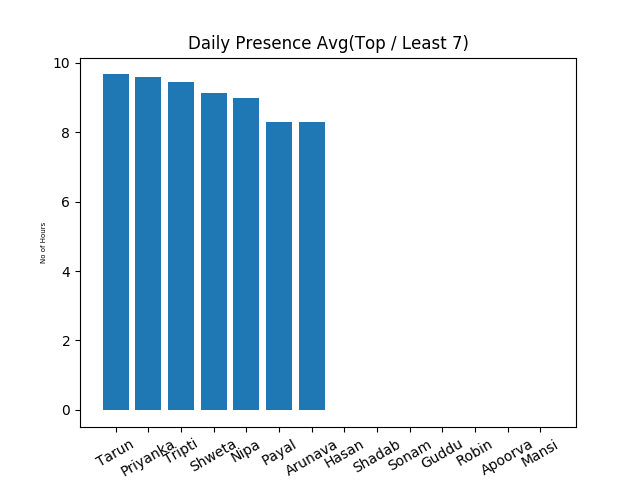 Daily Presence Avg(Top / Least 7)
10
8
6
4
2
0
No of Hours
Tarun
Priyanka
Tripti
Shweta
Nipa
Payal
Arunava
Hasan
Shadab
Sonam
Guddu
Robin
Apoorva
Mansi